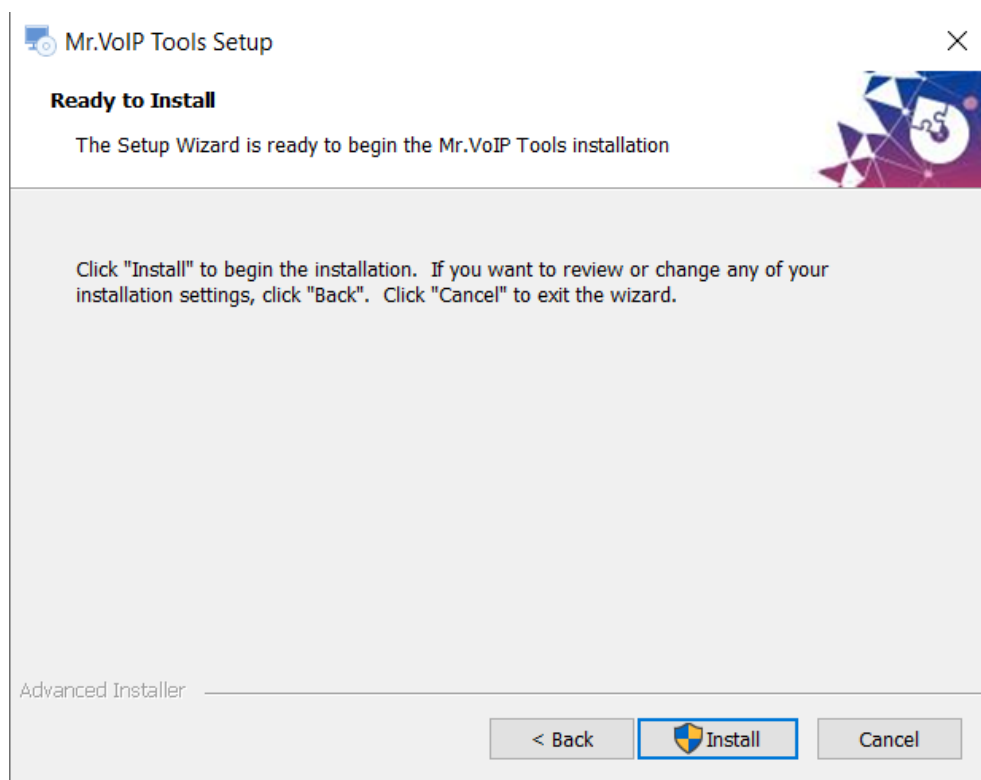 Mr.VoIP Tools Setup
Ready to Install
The Setup Wizard is ready to begin the Mr.VoIP Tools installation
Click "Install" to begin the installation.  If you want to review or change any of your
installation settings, click "Back".  Click "Cancel" to exit the wizard.
Advanced Installer
< Back
Install
Cancel